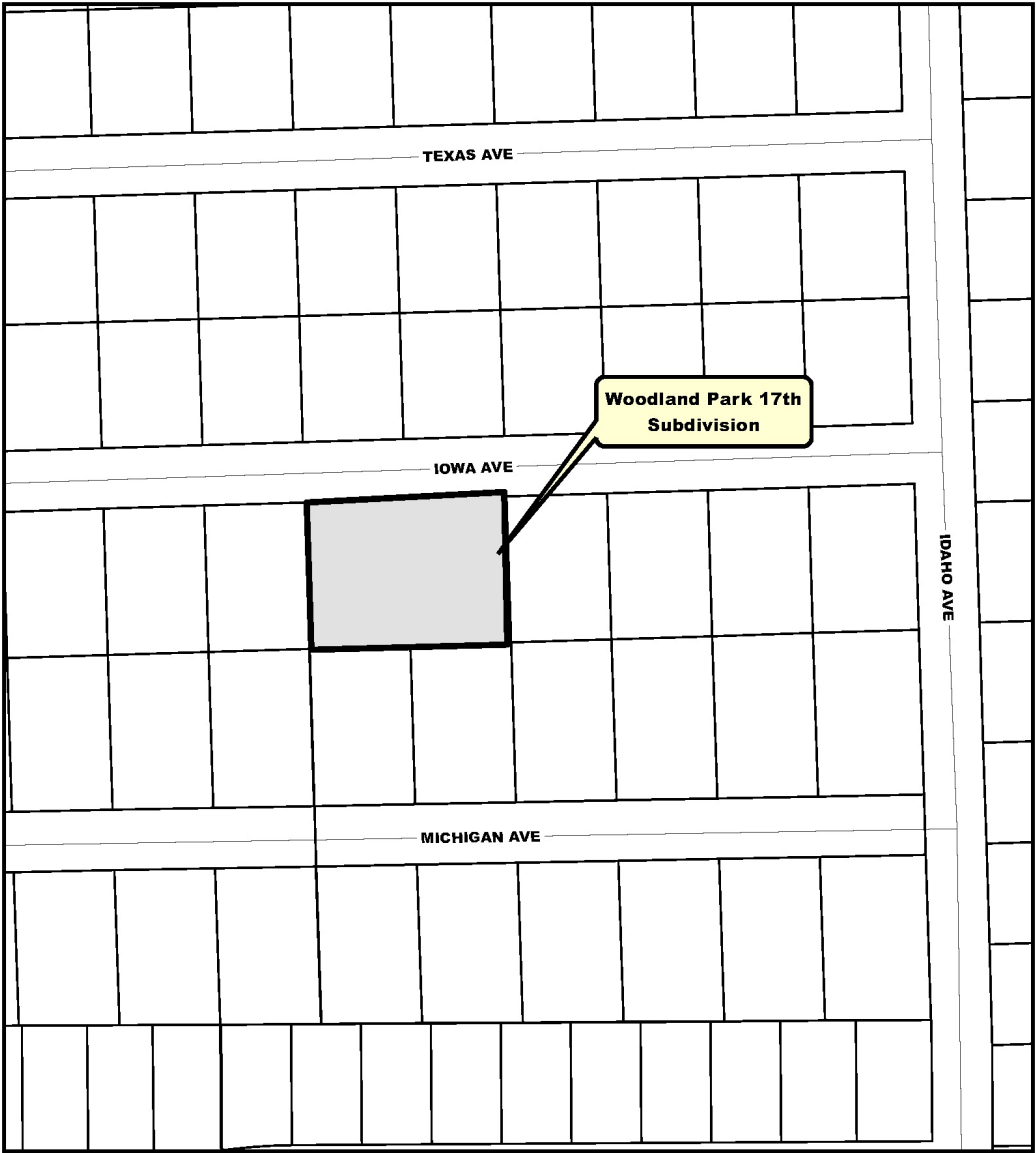 TEXAS AVE
Woodland Park 17th
Subdivision
IOWA AVE
IDAHO AVE
MICHIGAN AVE